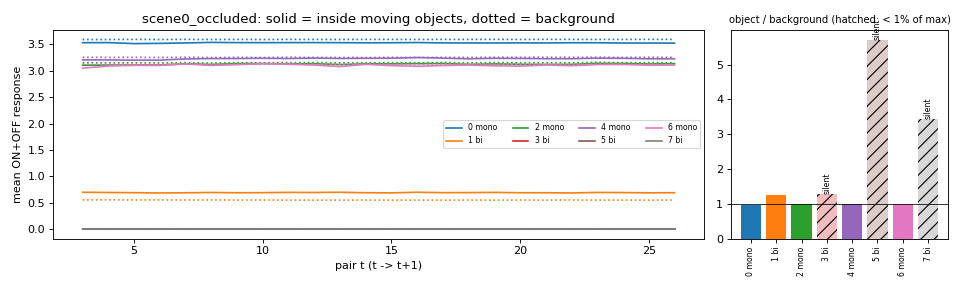 scene0_occluded: solid = inside moving objects, dotted = background
mean ON+OFF response
3.5
3.0
2.5
2.0
1.5
1.0
0.5
0.0
5
10
15
20
25
pair t (t -> t+1)
0 mono
1 bi
2 mono
3 bi
4 mono
5 bi
6 mono
7 bi
object / background (hatched: < 1% of max)
5
4
3
2
1
0
silent
silent
silent
0 mono
1 bi
2 mono
3 bi
4 mono
5 bi
6 mono
7 bi